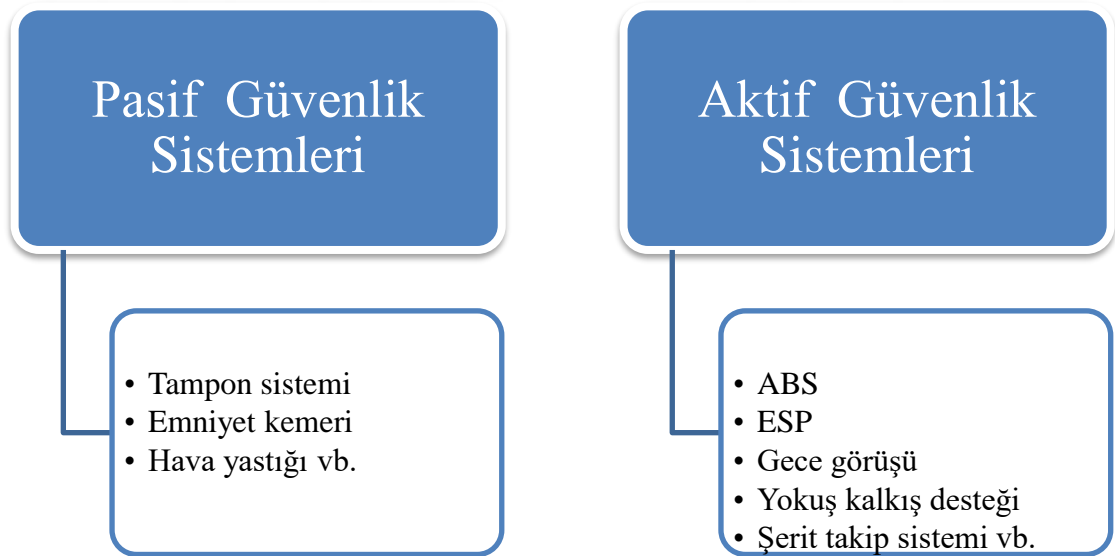 Pasif Güvenlik
Sistemleri
• Tampon sistemi
• Emniyet kemeri
• Hava yastığı vb.
Aktif Güvenlik
Sistemleri
• ABS
• ESP
• Gece görüşü
• Yokuş kalkış desteği
• Şerit takip sistemi vb.